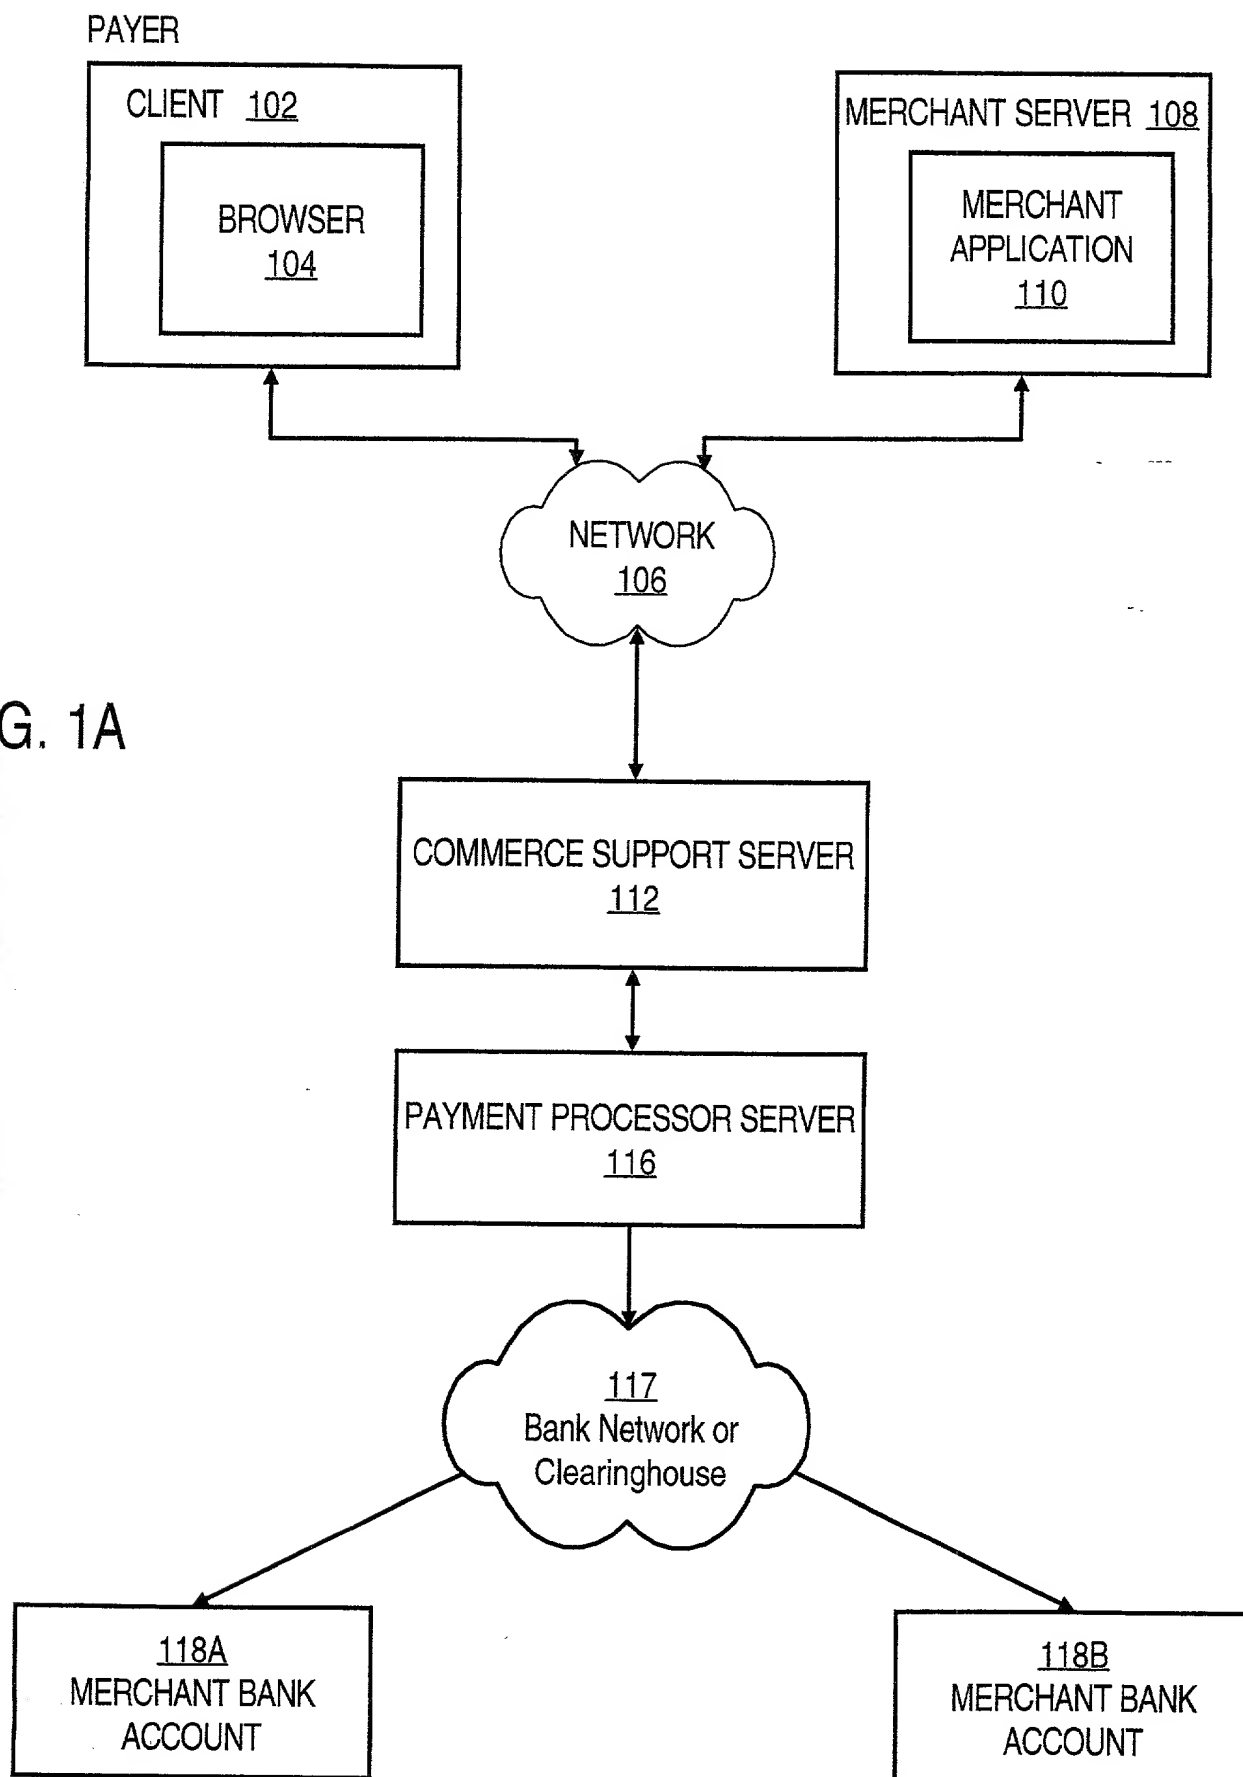 PAYER
CLIENT 102
BROWSER
104
MERCHANT SERVER 108
MERCHANT
APPLICATION
110
NETWORK
106
G. 1A
COMMERCE SUPPORT SERVER
112
PAYMENT PROCESSOR SERVER
116
117
Bank Network or
Clearinghouse
118A
MERCHANT BANK
ACCOUNT
118B
MERCHANT BANK
ACCOUNT